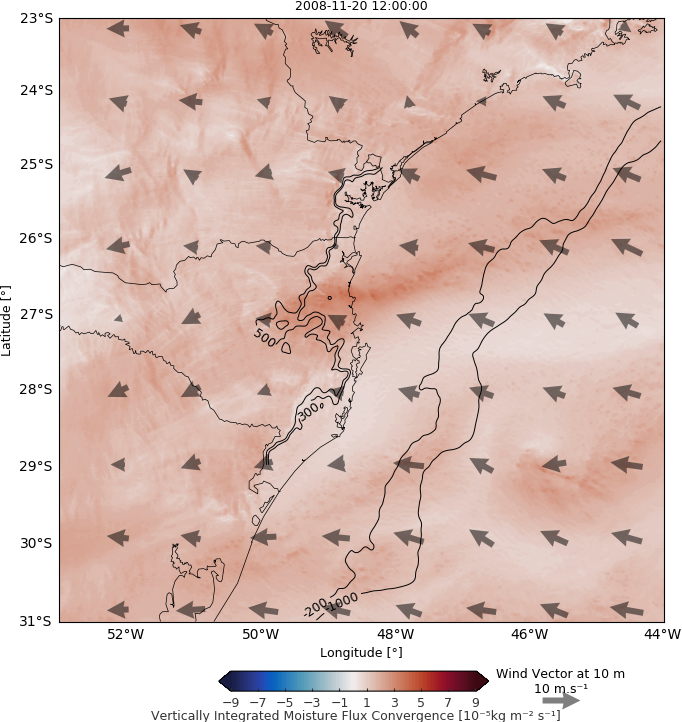 2008-11-20 12:00:00
23°S
24°S
25°S
26°S
27°S
28°S
29°S
30°S
31°S
Latitude [°]
500
300
-200
-1000
52°W 50°W 48°W 46°W 44°W
Longitude [°]
Wind Vector at 10 m
10 m.s⁻¹
−9 −7 −5 −3 −1 1 3 5 7 9
Vertically Integrated Moisture Flux Convergence [10⁻⁵kg m⁻² s⁻¹]